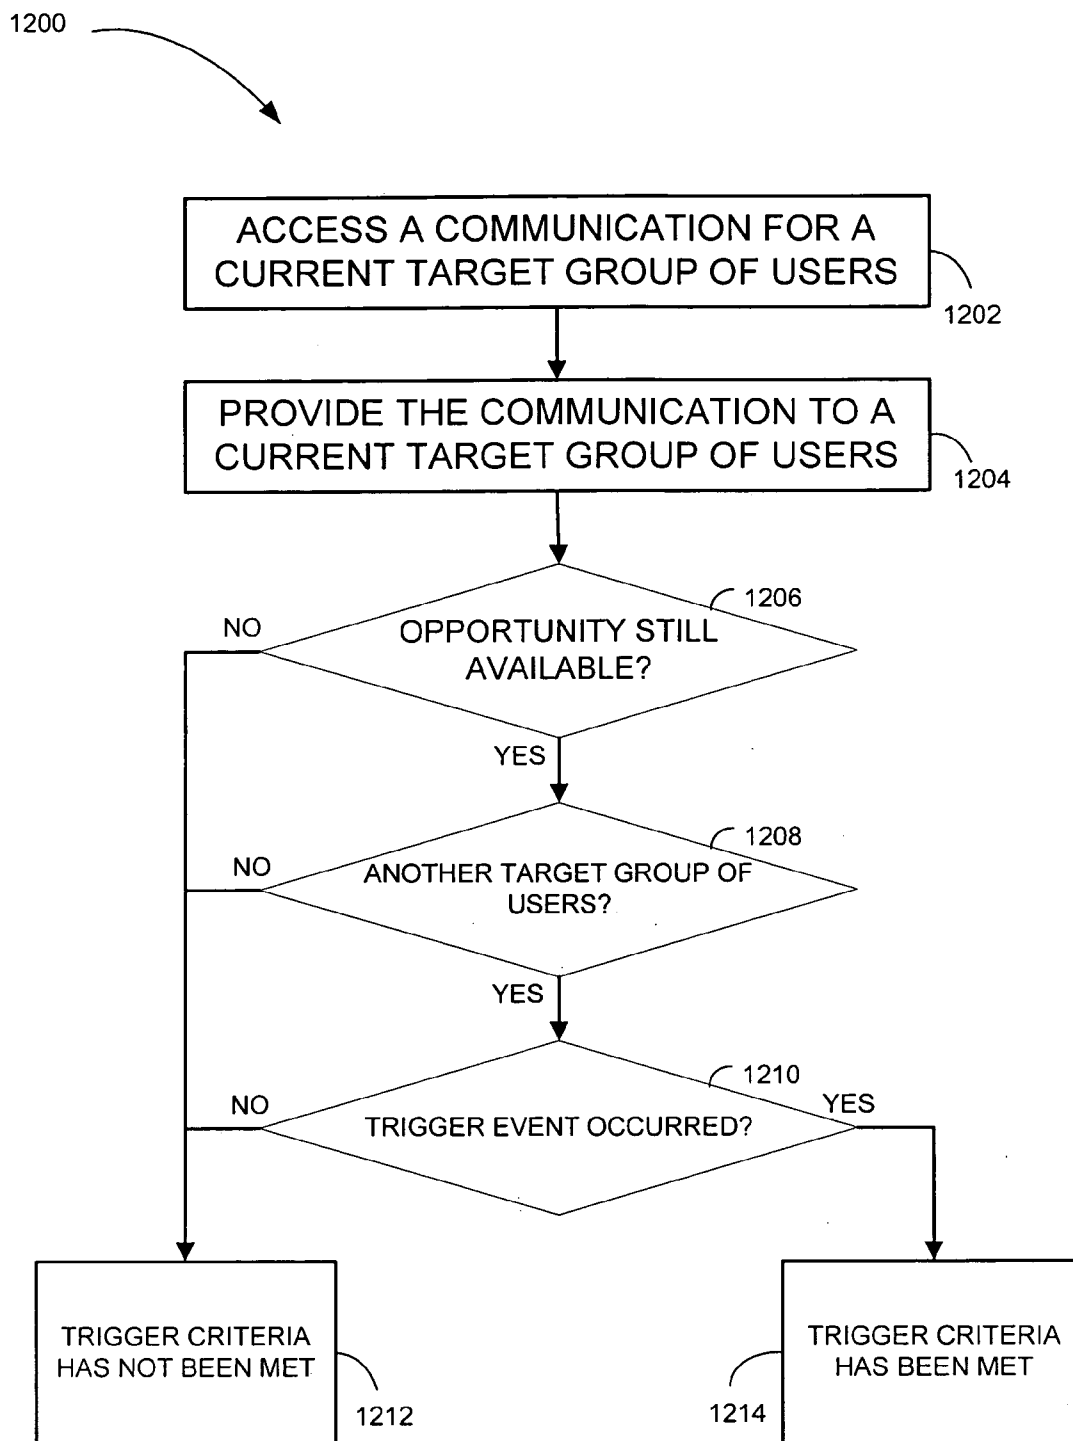 1200
ACCESS A COMMUNICATION FOR A
CURRENT TARGET GROUP OF USERS
1202
PROVIDE THE COMMUNICATION TO A
CURRENT TARGET GROUP OF USERS
1204
1206
NO
OPPORTUNITY STILL
AVAILABLE?
YES
1208
NO
ANOTHER TARGET GROUP OF
USERS?
YES
1210
NO
YES
TRIGGER EVENT OCCURRED?
TRIGGER CRITERIA
HAS NOT BEEN MET
1212
TRIGGER CRITERIA
HAS BEEN MET
1214